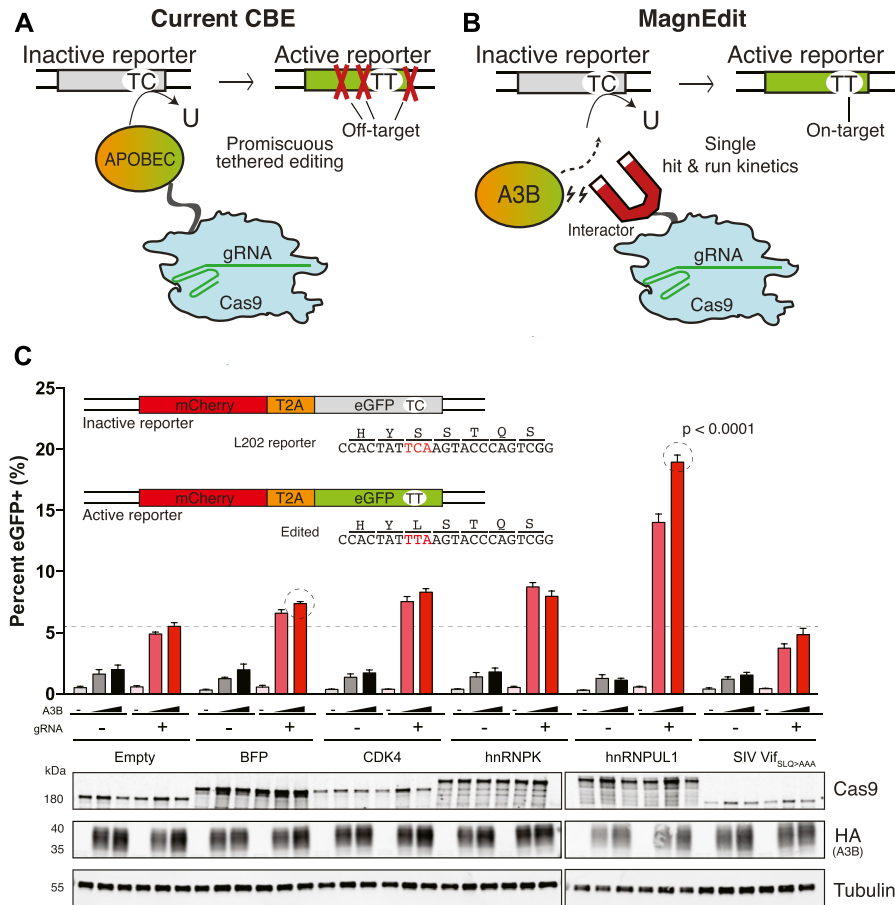 A
Current CBE
Inactive reporter
Active reporter
TC
TT
U
Off-target
APOBEC
Promiscuous
tethered editing
gRNA
Cas9
B
MagnEdit
Inactive reporter
Active reporter
TC
TT
U
On-target
Single
hit & run kinetics
A3B
Interactor
gRNA
Cas9
C
Percent eGFP+ (%)
25
20
15
10
5
0
mCherry T2A eGFP TC
Inactive reporter
L202 reporter
H Y S S T Q S
CCACTATTCAAGTACCCAGTCGG
mCherry T2A eGFP TT
Active reporter
Edited
H Y L S T Q S
CCACTATTTAAGTACCCAGTCGG
p < 0.0001
A3B - - - - - - - - - - - -
gRNA - + - + - + - + - + - +
Empty BFP CDK4 hnRNPK hnRNPUL1 SIV Vif SLQ>AAA
kDa
180
Cas9
40
35
HA
(A3B)
55
Tubulin